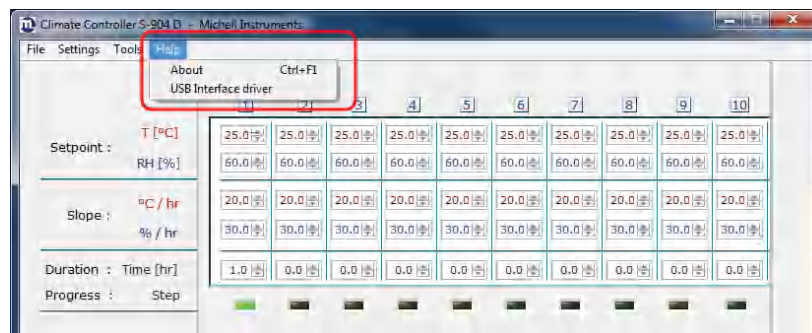 Climate Controller S-904 D - Michell Instruments
File Settings Tools Help
About Ctrl+F1
USB Interface driver
1 2 3 4 5 6 7 8 9 10
Setpoint : T [ºC] 25.0 25.0 25.0 25.0 25.0 25.0 25.0 25.0 25.0 25.0
RH [%] 60.0 60.0 60.0 60.0 60.0 60.0 60.0 60.0 60.0 60.0
Slope : ºC / hr 20.0 20.0 20.0 20.0 20.0 20.0 20.0 20.0 20.0 20.0
% / hr 30.0 30.0 30.0 30.0 30.0 30.0 30.0 30.0 30.0 30.0
Duration : Time [hr] 1.0 0.0 0.0 0.0 0.0 0.0 0.0 0.0 0.0 0.0
Progress : Step